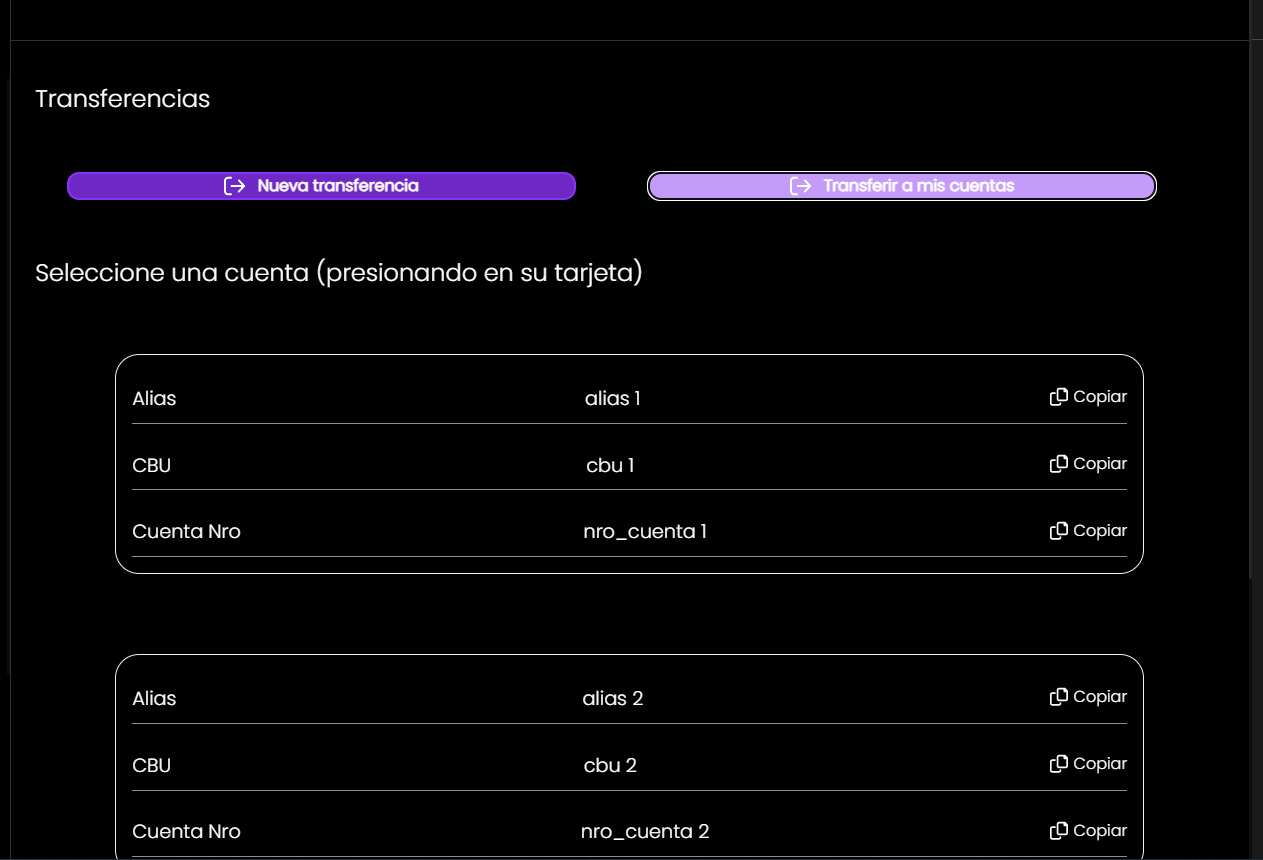 Transferencias
Nueva transferencia Transferir a mis cuentas
Seleccione una cuenta (presionando en su tarjeta)
Alias alias 1 Copiar
CBU cbu 1 Copiar
Cuenta Nro nro_cuenta 1 Copiar
Alias alias 2 Copiar
CBU cbu 2 Copiar
Cuenta Nro nro_cuenta 2 Copiar